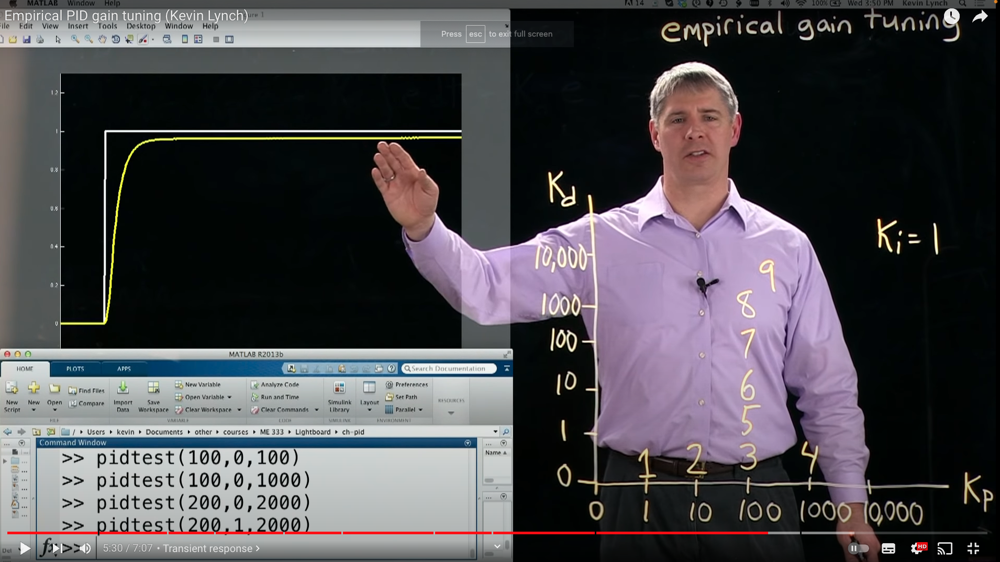 MATLAB Window Help
14 100% Wed 3:50 PM Kevin Lynch
Empirical PID gain tuning (Kevin Lynch)
File Edit View Insert Tools Desktop Window Help
Press esc to exit full screen
empirical gain tuning
1.2
1
0.8
0.6
0.4
0.2
0
Kd
10,000
1000
100
10
1
0
Ki = 1
9
8
7
6
5
1 2 3 4
0 1 10 100 1000 10,000
Kp
MATLAB R2013b
HOME PLOTS APPS
Search Documentation
New Script
New
Open
Find Files
Compare
Import Data
Save Workspace
New Variable
Open Variable
Clear Workspace
Analyze Code
Run and Time
Clear Commands
Simulink Library
Layout
Preferences
Set Path
Parallel
RESOURCES
FILE VARIABLE CODE SIMULINK ENVIRONMENT
/ Users kevin Documents other courses ME 333 Lightboard ch-pid
Command Window
Name
>> pidtest(100,0,100)
>> pidtest(100,0,1000)
>> pidtest(200,0,2000)
>> pidtest(200,1,2000)
fx >>
5:30 / 7:07 • Transient response >
HD